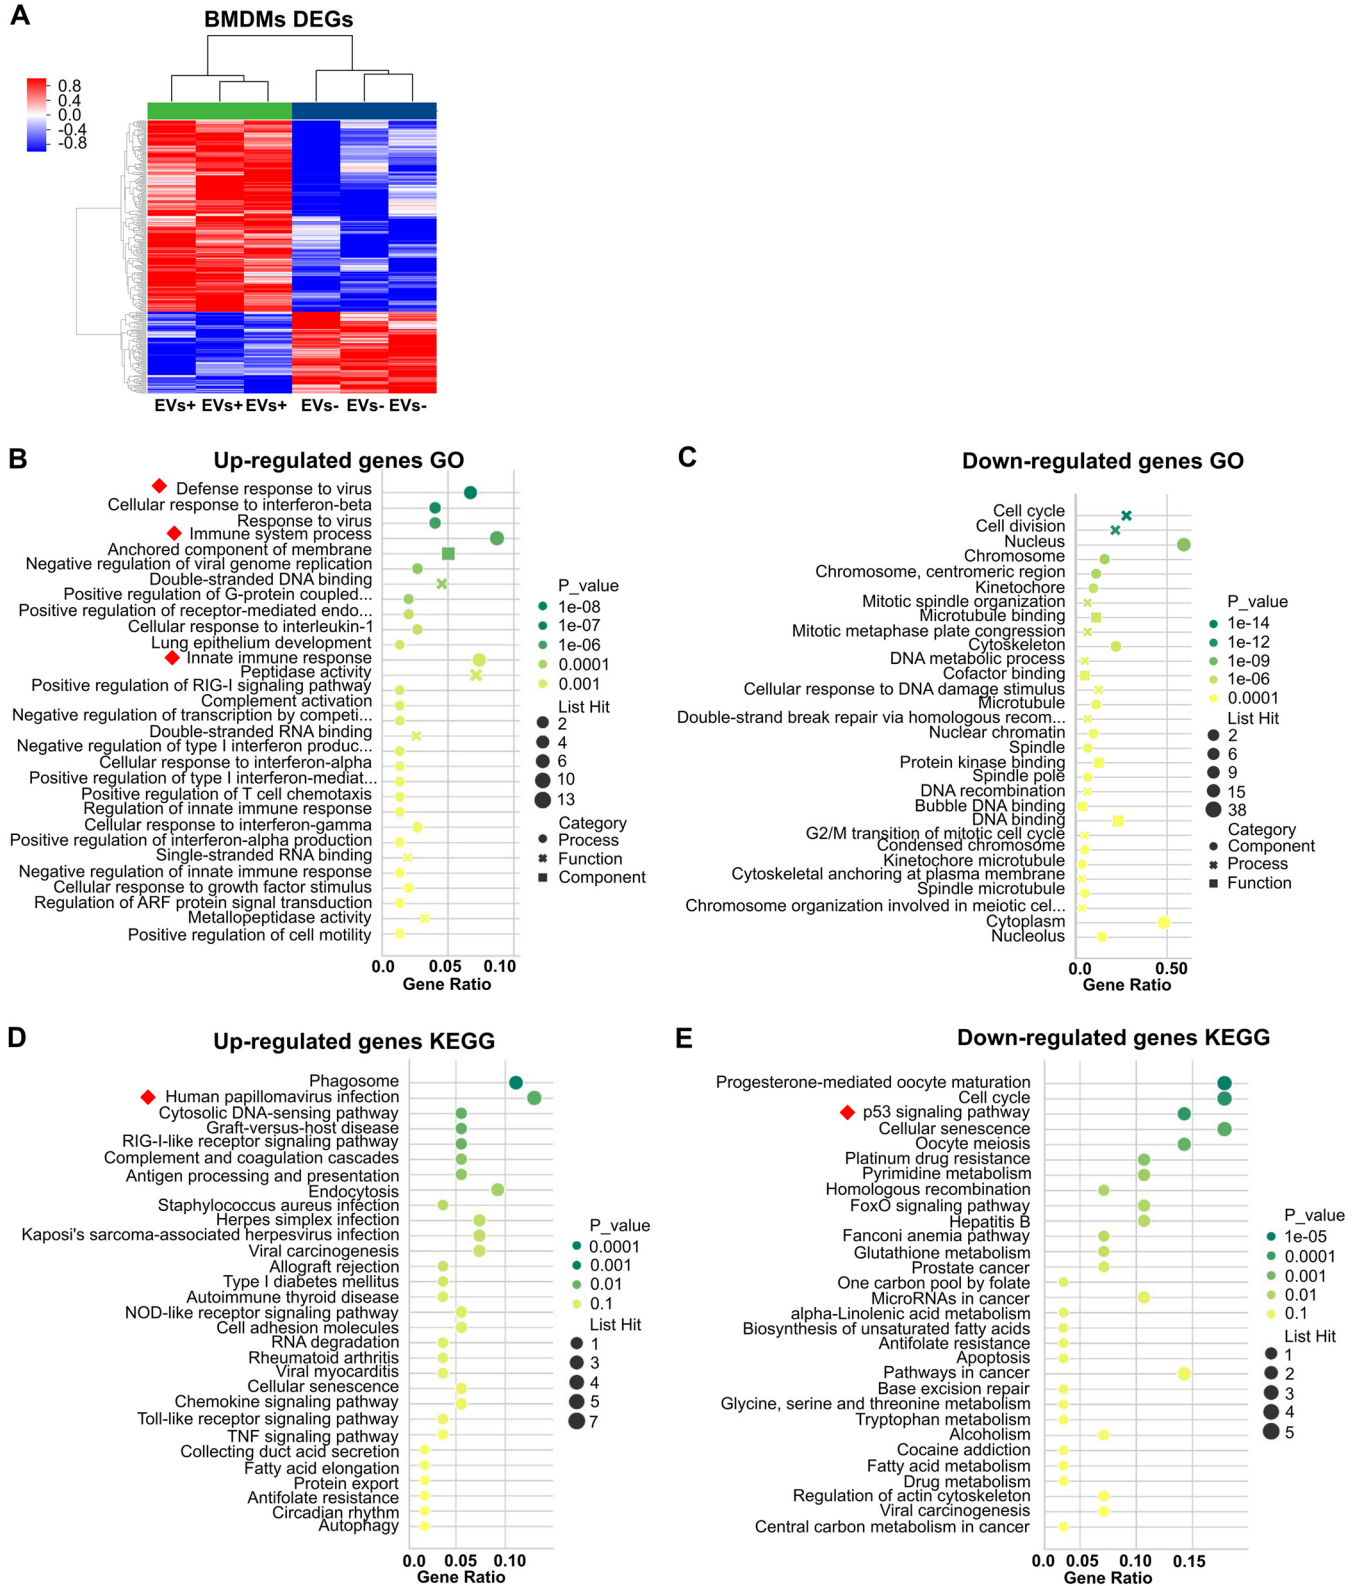 A
BMDMs DEGs
0.8
0.4
0.0
-0.4
-0.8
EVs+ EVs+ EVs+ EVs- EVs- EVs-
B
Up-regulated genes GO
Defense response to virus
Cellular response to interferon-beta
Response to virus
Immune system process
Anchored component of membrane
Negative regulation of viral genome replication
Double-stranded DNA binding
Positive regulation of G-protein coupled...
Positive regulation of receptor-mediated endo...
Cellular response to interleukin-1
Lung epithelium development
Innate immune response
Peptidase activity
Positive regulation of RIG-I signaling pathway
Complement activation
Negative regulation of transcription by competi...
Double-stranded RNA binding
Negative regulation of type I interferon produc...
Cellular response to interferon-alpha
Positive regulation of type I interferon-mediat...
Positive regulation of T cell chemotaxis
Regulation of innate immune response
Cellular response to interferon-gamma
Positive regulation of interferon-alpha production
Single-stranded RNA binding
Negative regulation of innate immune response
Cellular response to growth factor stimulus
Regulation of ARF protein signal transduction
Metallopeptidase activity
Positive regulation of cell motility
0.0 0.05 0.10
Gene Ratio
P_value
1e-08
1e-07
1e-06
0.0001
0.001
List Hit
2
4
6
10
13
Category
Process
Function
Component
C
Down-regulated genes GO
Cell cycle
Cell division
Nucleus
Chromosome
Chromosome, centromeric region
Kinetochore
Mitotic spindle organization
Microtubule binding
Mitotic metaphase plate congression
Cytoskeleton
DNA metabolic process
Cofactor binding
Cellular response to DNA damage stimulus
Microtubule
Double-strand break repair via homologous recom...
Nuclear chromatin
Spindle
Protein kinase binding
Spindle pole
DNA recombination
Bubble DNA binding
DNA binding
G2/M transition of mitotic cell cycle
Condensed chromosome
Kinetochore microtubule
Cytoskeletal anchoring at plasma membrane
Spindle microtubule
Chromosome organization involved in meiotic cel...
Cytoplasm
Nucleolus
0.0 0.50
Gene Ratio
P_value
1e-14
1e-12
1e-09
1e-06
0.0001
List Hit
2
6
9
15
38
Category
Component
Process
Function
D
Up-regulated genes KEGG
Phagosome
Human papillomavirus infection
Cytosolic DNA-sensing pathway
Graft-versus-host disease
RIG-I-like receptor signaling pathway
Complement and coagulation cascades
Antigen processing and presentation
Endocytosis
Staphylococcus aureus infection
Herpes simplex infection
Kaposi's sarcoma-associated herpesvirus infection
Viral carcinogenesis
Allograft rejection
Type I diabetes mellitus
Autoimmune thyroid disease
NOD-like receptor signaling pathway
Cell adhesion molecules
RNA degradation
Rheumatoid arthritis
Viral myocarditis
Cellular senescence
Chemokine signaling pathway
Toll-like receptor signaling pathway
TNF signaling pathway
Collecting duct acid secretion
Fatty acid elongation
Protein export
Antifolate resistance
Circadian rhythm
Autophagy
0.0 0.05 0.10
Gene Ratio
P_value
0.0001
0.001
0.01
0.1
List Hit
1
3
4
5
7
E
Down-regulated genes KEGG
Progesterone-mediated oocyte maturation
Cell cycle
p53 signaling pathway
Cellular senescence
Oocyte meiosis
Platinum drug resistance
Pyrimidine metabolism
Homologous recombination
FoxO signaling pathway
Hepatitis B
Fanconi anemia pathway
Glutathione metabolism
Prostate cancer
One carbon pool by folate
MicroRNAs in cancer
alpha-Linolenic acid metabolism
Biosynthesis of unsaturated fatty acids
Antifolate resistance
Apoptosis
Pathways in cancer
Base excision repair
Glycine, serine and threonine metabolism
Tryptophan metabolism
Alcoholism
Cocaine addiction
Fatty acid metabolism
Drug metabolism
Regulation of actin cytoskeleton
Viral carcinogenesis
Central carbon metabolism in cancer
0.0 0.05 0.10 0.15
Gene Ratio
P_value
1e-05
0.0001
0.001
0.01
0.1
List Hit
1
2
3
4
5